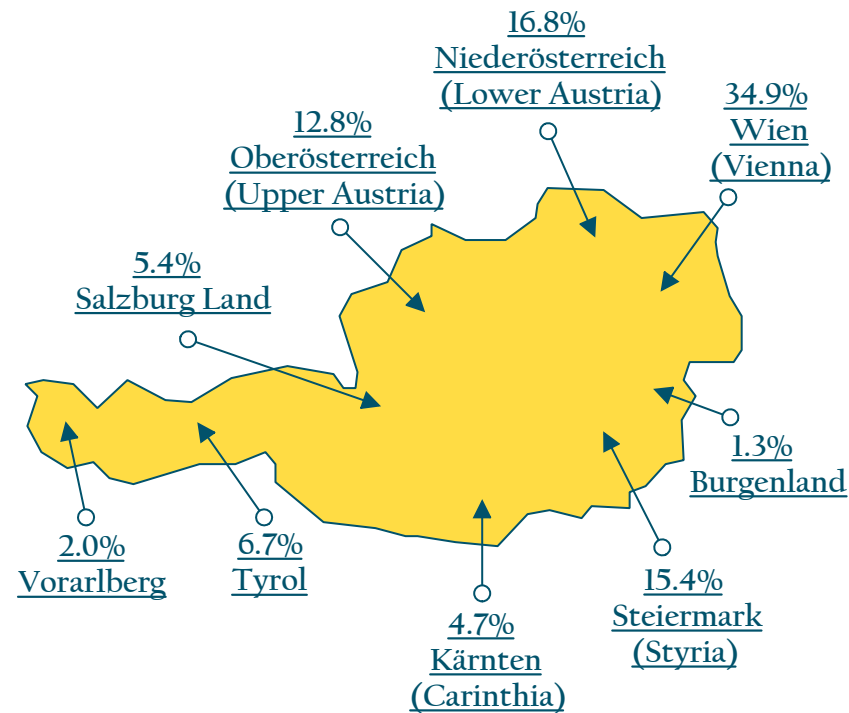 16.8%
Niederösterreich
(Lower Austria)
34.9%
Wien
(Vienna)
12.8%
Oberösterreich
(Upper Austria)
5.4%
Salzburg Land
1.3%
Burgenland
2.0%
Vorarlberg
6.7%
Tyrol
15.4%
Steiermark
(Styria)
4.7%
Kärnten
(Carinthia)